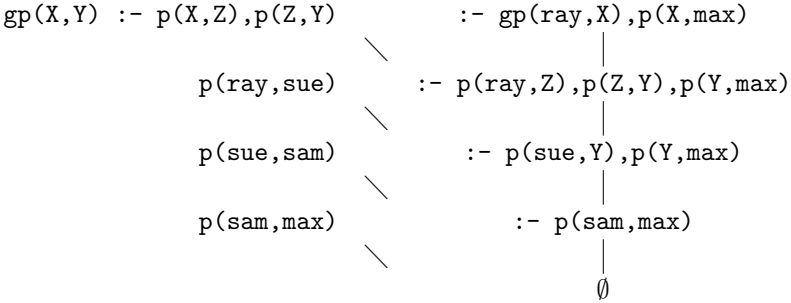 gp(X,Y) :- p(X,Z),p(Z,Y) :- gp(ray,X),p(X,max)
p(ray,sue) :- p(ray,Z),p(Z,Y),p(Y,max)
p(sue,sam) :- p(sue,Y),p(Y,max)
p(sam,max) :- p(sam,max)
∅